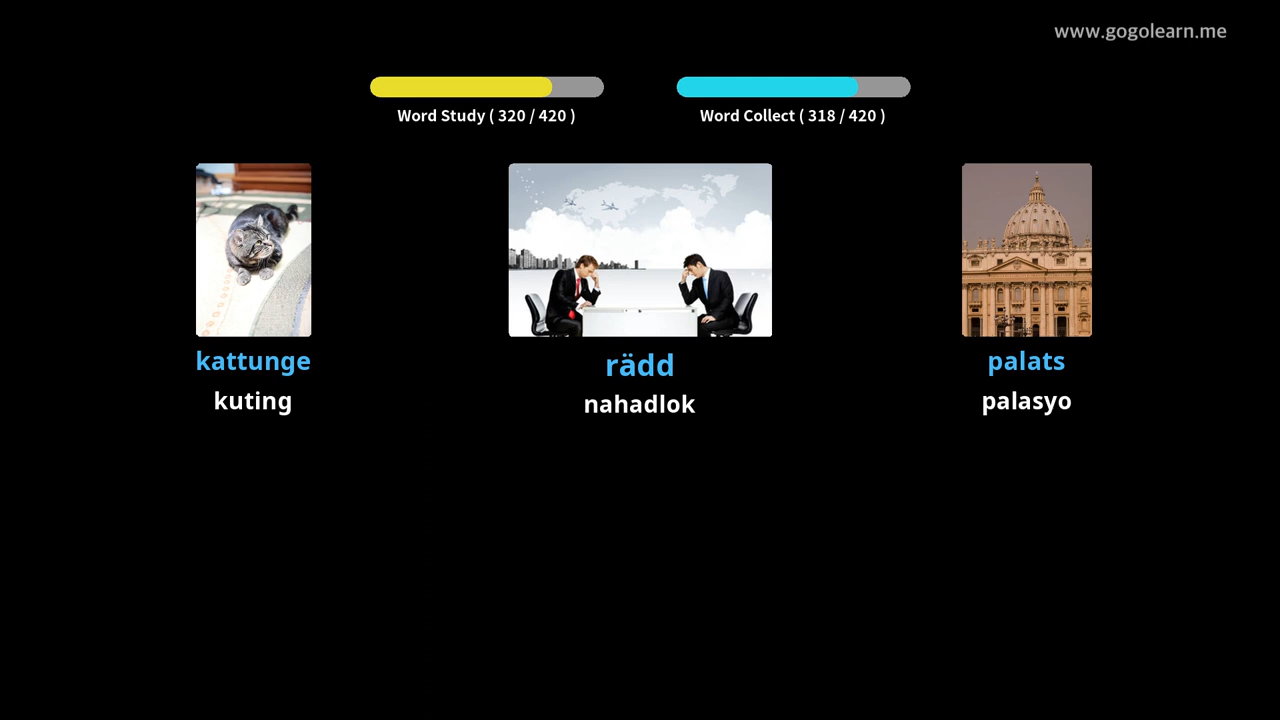 www.gogolearn.me
Word Study ( 320 / 420 )
Word Collect ( 318 / 420 )
kattunge
kuting
rädd
nahadlok
palats
palasyo